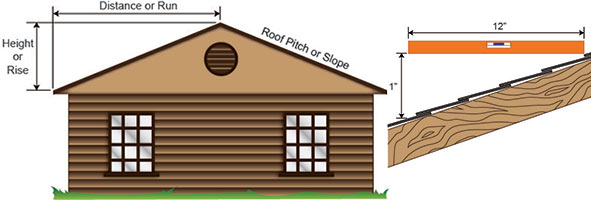 Distance or Run
Height
or
Rise
Roof Pitch or Slope
12"
1"